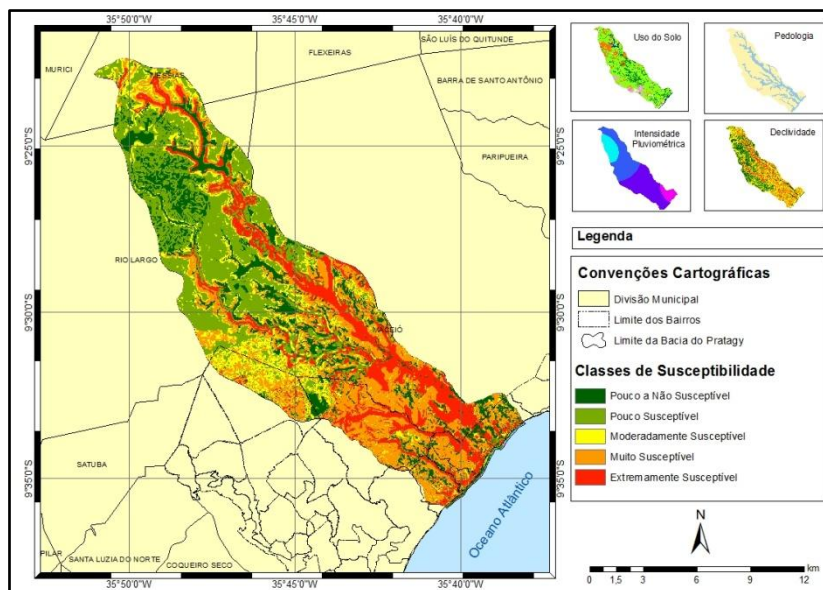 35°50'0"W 35°45'0"W 35°40'0"W
SÃO LUÍS DO QUITUNDE
FLEXEIRAS
MURICI
MESSIAS
BARRA DE SANTO ANTÔNIO
9°25'0"S
9°25'0"S
PARIPUEIRA
RIO LARGO
9°30'0"S
9°30'0"S
MACEIÓ
SATUBA
9°35'0"S
9°35'0"S
Oceano Atlântico
PILAR
SANTA LUZIA DO NORTE
COQUEIRO SECO
35°50'0"W 35°45'0"W 35°40'0"W
Uso do Solo
Pedologia
Intensidade
Pluviométrica
Declividade
Legenda
Convenções Cartográficas
Divisão Municipal
Limite dos Bairros
Limite da Bacia do Pratagy
Classes de Susceptibilidade
Pouco a Não Susceptível
Pouco Susceptível
Moderadamente Susceptível
Muito Susceptível
Extremamente Susceptível
N
km
0 1,5 3 6 9 12